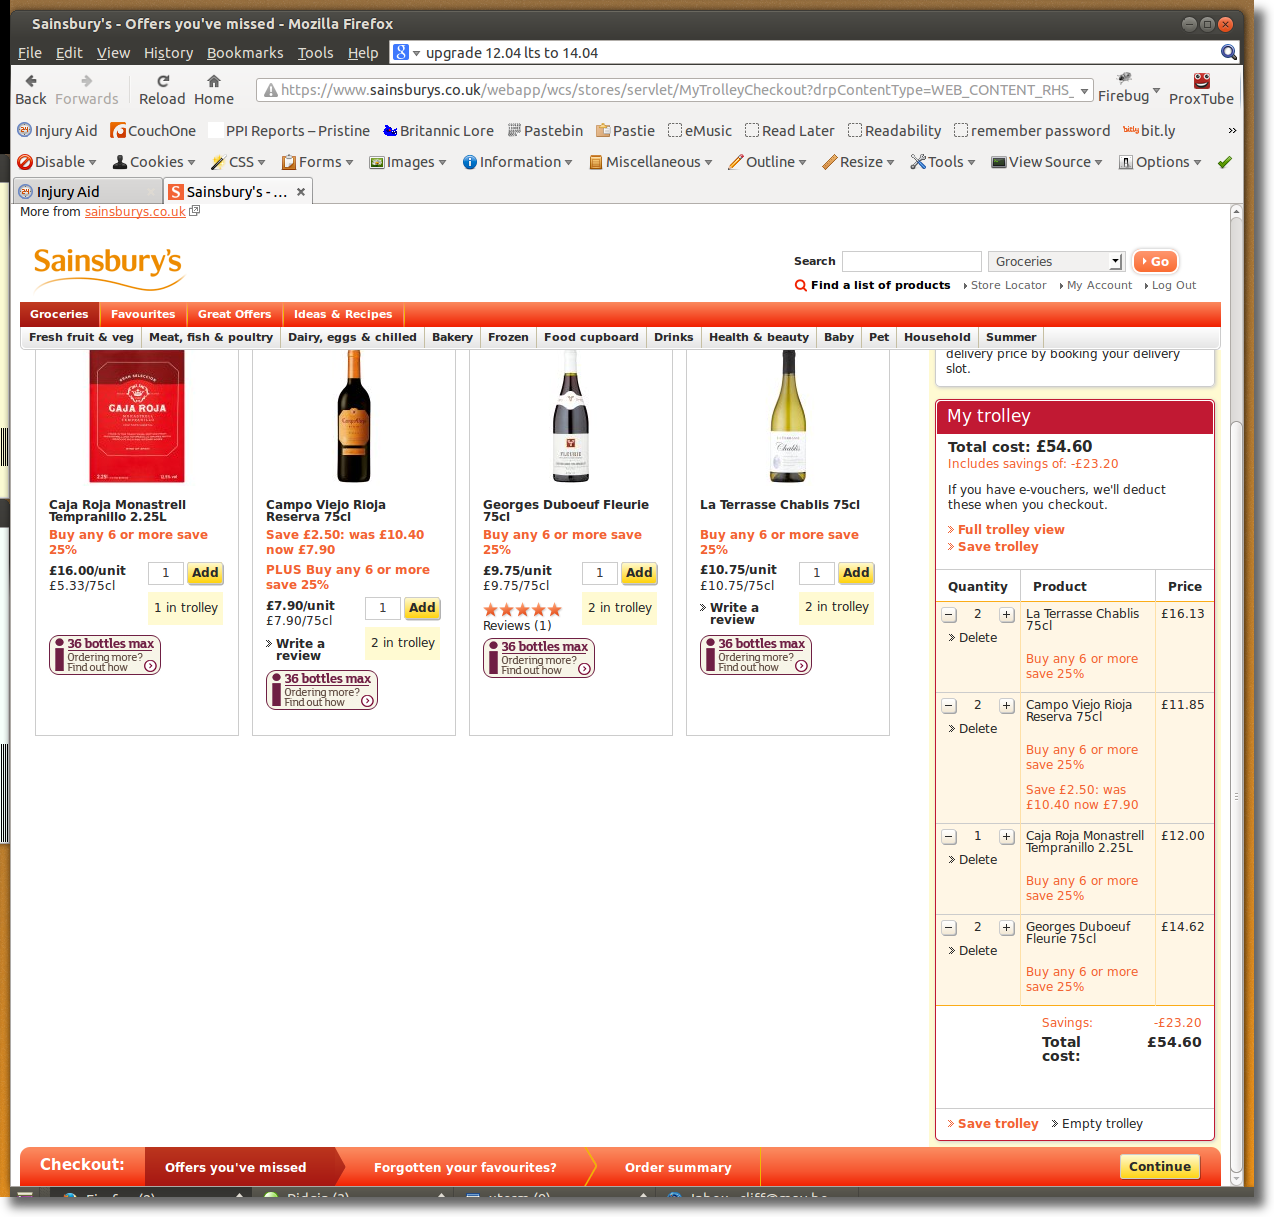 Sainsbury's - Offers you've missed - Mozilla Firefox
File Edit View History Bookmarks Tools Help
upgrade 12.04 lts to 14.04
Back Forwards Reload Home
https://www.sainsburys.co.uk/webapp/wcs/stores/servlet/MyTrolleyCheckout?drpContentType=WEB_CONTENT_RHS_
Firebug ProxTube
Injury Aid CouchOne PPI Reports – Pristine Britannic Lore Pastebin Pastie eMusic Read Later Readability remember password bit.ly »
Disable Cookies CSS Forms Images Information Miscellaneous Outline Resize Tools View Source Options
Injury Aid
Sainsbury's - ...
More from sainsburys.co.uk
Sainsbury's
Search
Groceries
Go
Find a list of products Store Locator My Account Log Out
Groceries Favourites Great Offers Ideas & Recipes
Fresh fruit & veg Meat, fish & poultry Dairy, eggs & chilled Bakery Frozen Food cupboard Drinks Health & beauty Baby Pet Household Summer
CAJA ROJA
Caja Roja Monastrell
Tempranillo 2.25L
Buy any 6 or more save
25%
£16.00/unit
£5.33/75cl
1 Add
1 in trolley
36 bottles max
Ordering more?
Find out how
Campo Viejo Rioja
Reserva 75cl
Save £2.50: was £10.40
now £7.90
PLUS Buy any 6 or more
save 25%
£7.90/unit
£7.90/75cl
1 Add
Write a
review
2 in trolley
36 bottles max
Ordering more?
Find out how
FLEURIE
Georges Duboeuf Fleurie
75cl
Buy any 6 or more save
25%
£9.75/unit
£9.75/75cl
1 Add
Reviews (1)
2 in trolley
36 bottles max
Ordering more?
Find out how
LA TERRASSE
Chablis
La Terrasse Chablis 75cl
Buy any 6 or more save
25%
£10.75/unit
£10.75/75cl
1 Add
Write a
review
2 in trolley
36 bottles max
Ordering more?
Find out how
delivery price by booking your delivery
slot.
My trolley
Total cost: £54.60
Includes savings of: -£23.20
If you have e-vouchers, we'll deduct
these when you checkout.
Full trolley view
Save trolley
Quantity Product Price
2 La Terrasse Chablis £16.13
75cl
Delete
Buy any 6 or more
save 25%
2 Campo Viejo Rioja £11.85
Reserva 75cl
Delete
Buy any 6 or more
save 25%
Save £2.50: was
£10.40 now £7.90
1 Caja Roja Monastrell £12.00
Tempranillo 2.25L
Delete
Buy any 6 or more
save 25%
2 Georges Duboeuf £14.62
Fleurie 75cl
Delete
Buy any 6 or more
save 25%
Savings: -£23.20
Total £54.60
cost:
Save trolley Empty trolley
Checkout: Offers you've missed Forgotten your favourites? Order summary Continue